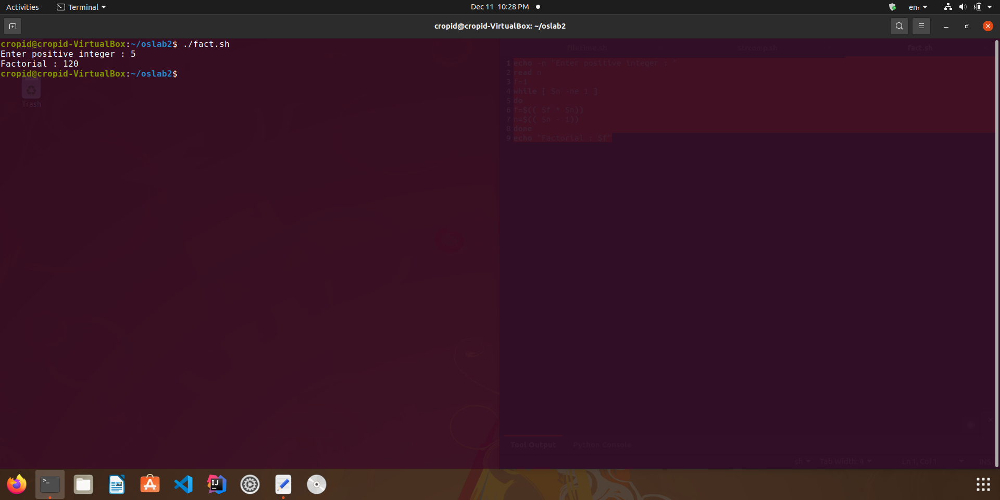 Activities
Terminal
Dec 11 10:28 PM
en₁
cropid@cropid-VirtualBox: ~/oslab2
cropid@cropid-VirtualBox:~/oslab2$ ./fact.sh
Enter positive integer : 5
Factorial : 120
cropid@cropid-VirtualBox:~/oslab2$
Trash
filetime.sh
strcomp.sh
fact.sh
1 echo -n "Enter positive integer : "
2 read n
3 f=1
4 while [ $n -ne 1 ]
5 do
6 f=$(( $f * $n))
7 n=$(( $n - 1))
8 done
9 echo "Factorial : $f"
Tool Output
Python Console
sh
Tab Width: 4
Ln 1, Col 1
INS
>_
IJ